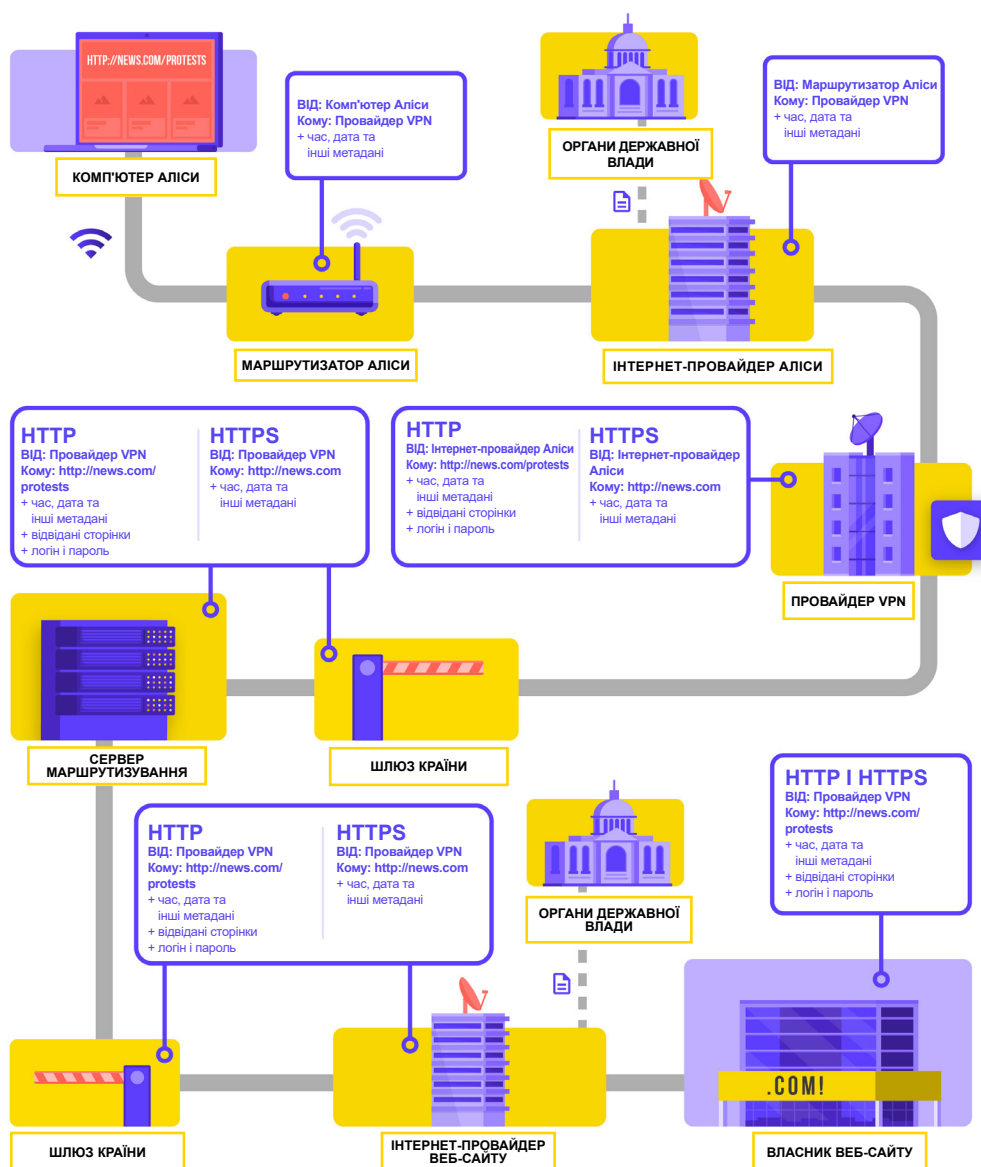 HTTP://NEWS.COM/PROTESTS
КОМП'ЮТЕР АЛІСИ
ВІД: Комп'ютер Аліси
Кому: Провайдер VPN
+ час, дата та
інші метадані
МАРШРУТИЗАТОР АЛІСИ
ОРГАНИ ДЕРЖАВНОЇ
ВЛАДИ
ВІД: Маршрутизатор Аліси
Кому: Провайдер VPN
+ час, дата та
інші метадані
ІНТЕРНЕТ-ПРОВАЙДЕР АЛІСИ
HTTP
ВІД: Провайдер VPN
Кому: http://news.com/
protests
+ час, дата та
інші метадані
+ відвідані сторінки
+ логін і пароль
HTTPS
ВІД: Провайдер VPN
Кому: http://news.com
+ час, дата та
інші метадані
HTTP
ВІД: Інтернет-провайдер Аліси
Кому: http://news.com/protests
+ час, дата та
інші метадані
+ відвідані сторінки
+ логін і пароль
HTTPS
ВІД: Інтернет-провайдер
Аліси
Кому: http://news.com
+ час, дата та
інші метадані
ПРОВАЙДЕР VPN
СЕРВЕР
МАРШРУТИЗУВАННЯ
ШЛЮЗ КРАЇНИ
HTTP
ВІД: Провайдер VPN
Кому: http://news.com/
protests
+ час, дата та
інші метадані
+ відвідані сторінки
+ логін і пароль
HTTPS
ВІД: Провайдер VPN
Кому: http://news.com
+ час, дата та
інші метадані
ОРГАНИ ДЕРЖАВНОЇ
ВЛАДИ
HTTP І HTTPS
ВІД: Провайдер VPN
Кому: http://news.com/
protests
+ час, дата та
інші метадані
+ відвідані сторінки
+ логін і пароль
.COM!
ШЛЮЗ КРАЇНИ
ІНТЕРНЕТ-ПРОВАЙДЕР
ВЕБ-САЙТУ
ВЛАСНИК ВЕБ-САЙТУ